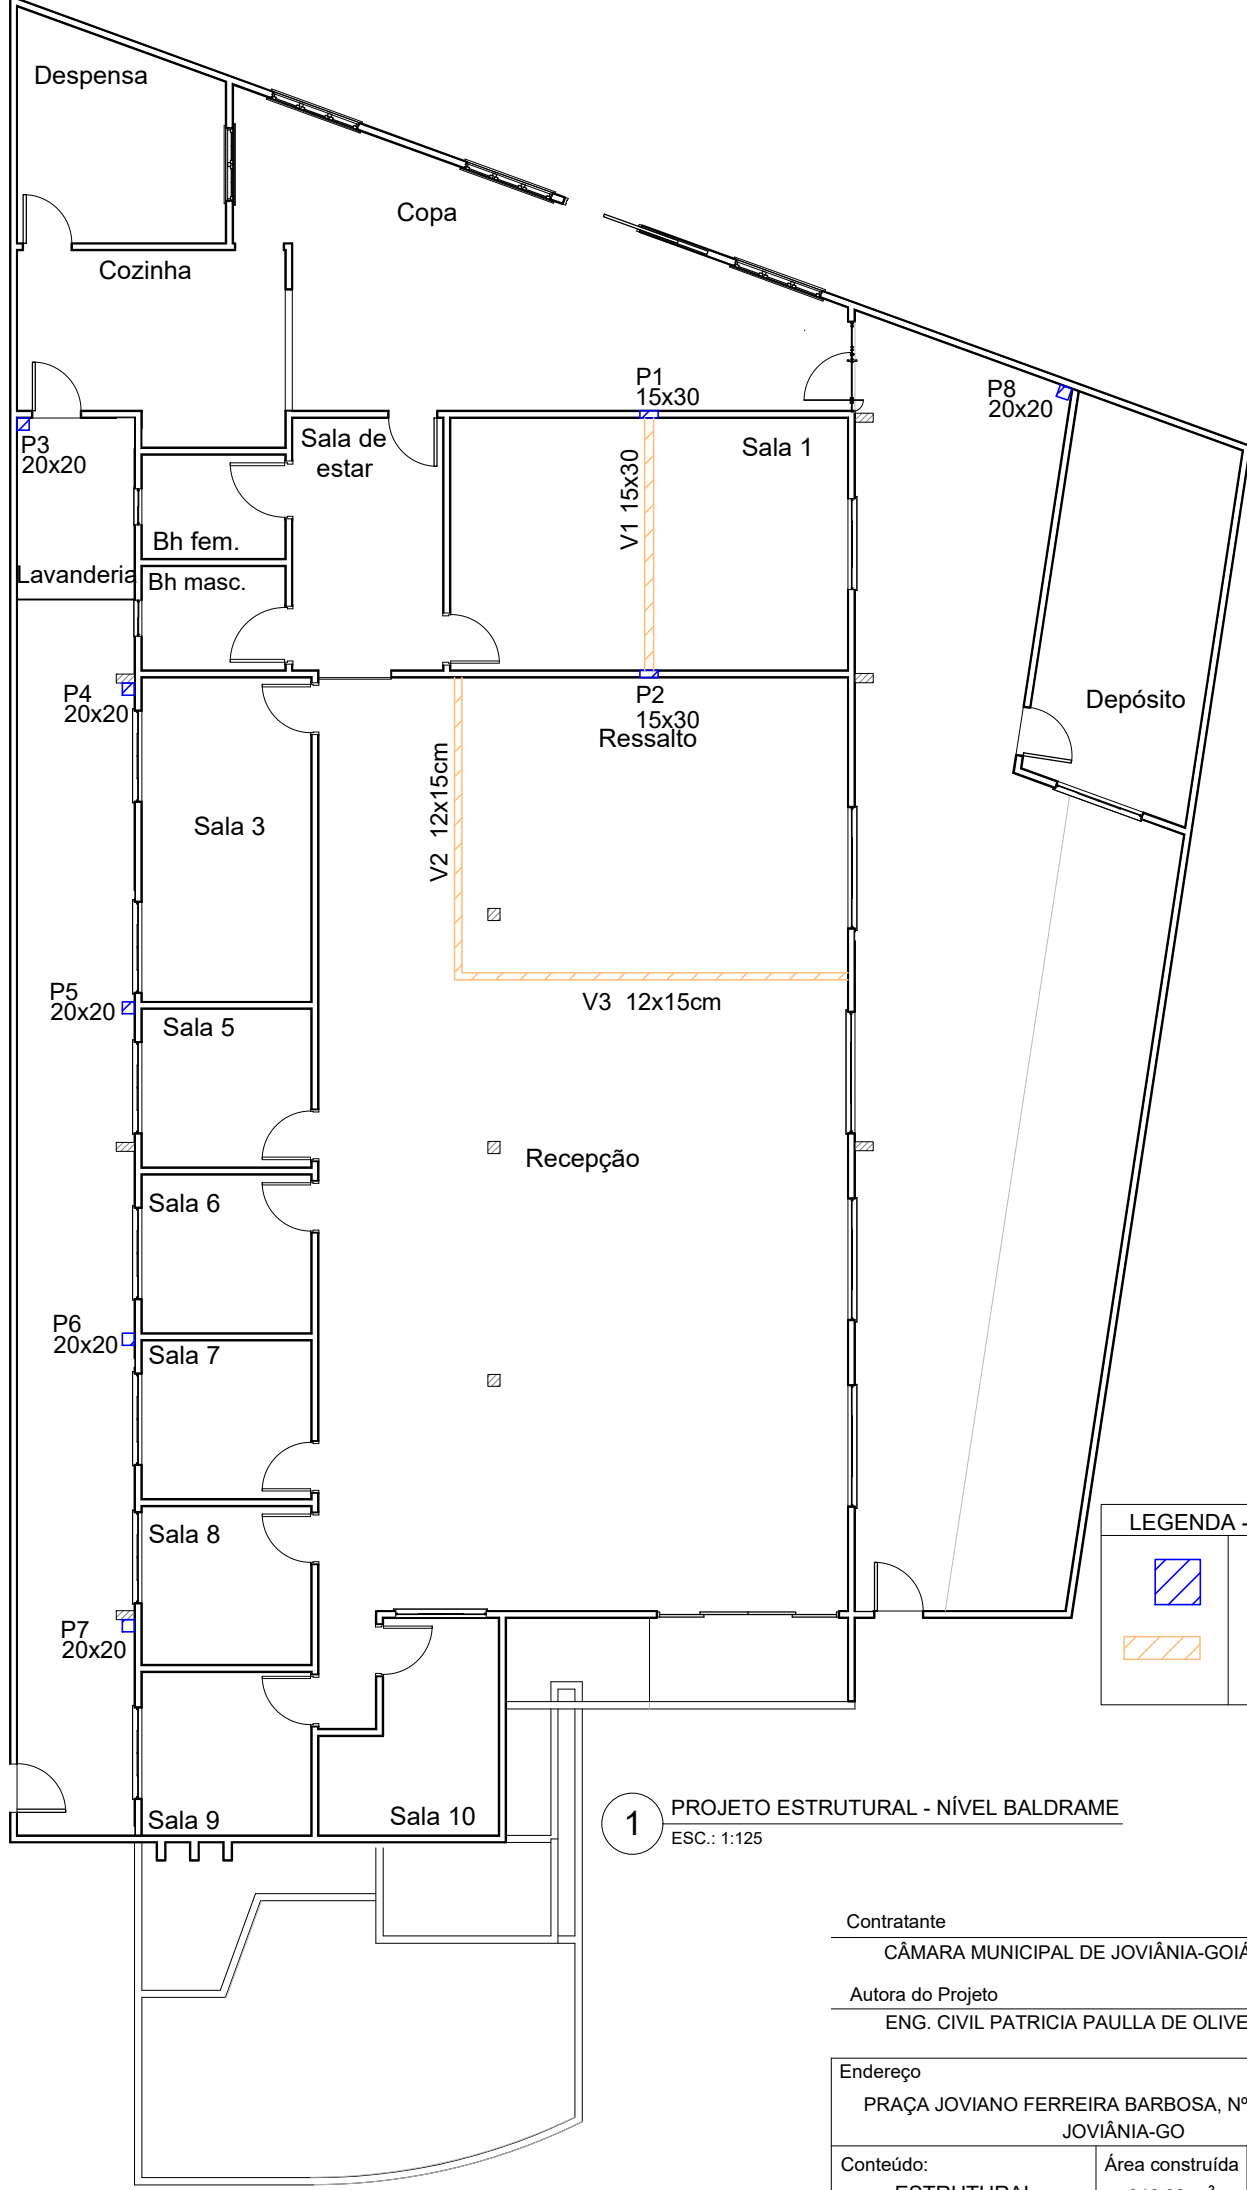 Despensa
Copa
Cozinha
P1
15x30
P8
20x20
P3
20x20
Sala de
estar
Sala 1
V1 15x30
Bh fem.
Lavanderia
Bh masc.
P4
20x20
P2
15x30
Ressalto
Depósito
V2 12x15cm
Sala 3
P5
20x20
V3 12x15cm
Sala 5
Recepção
Sala 6
P6
20x20
Sala 7
LEGENDA -
Sala 8
P7
20x20
Sala 9
Sala 10
1
PROJETO ESTRUTURAL - NÍVEL BALDRAME
ESC.: 1:125
Contratante
CÂMARA MUNICIPAL DE JOVIÂNIA-GOIÁ
Autora do Projeto
ENG. CIVIL PATRICIA PAULLA DE OLIVE
Endereço
PRAÇA JOVIANO FERREIRA BARBOSA, Nº
JOVIÂNIA-GO
Conteúdo:
Área construída
ESTRUTURAL